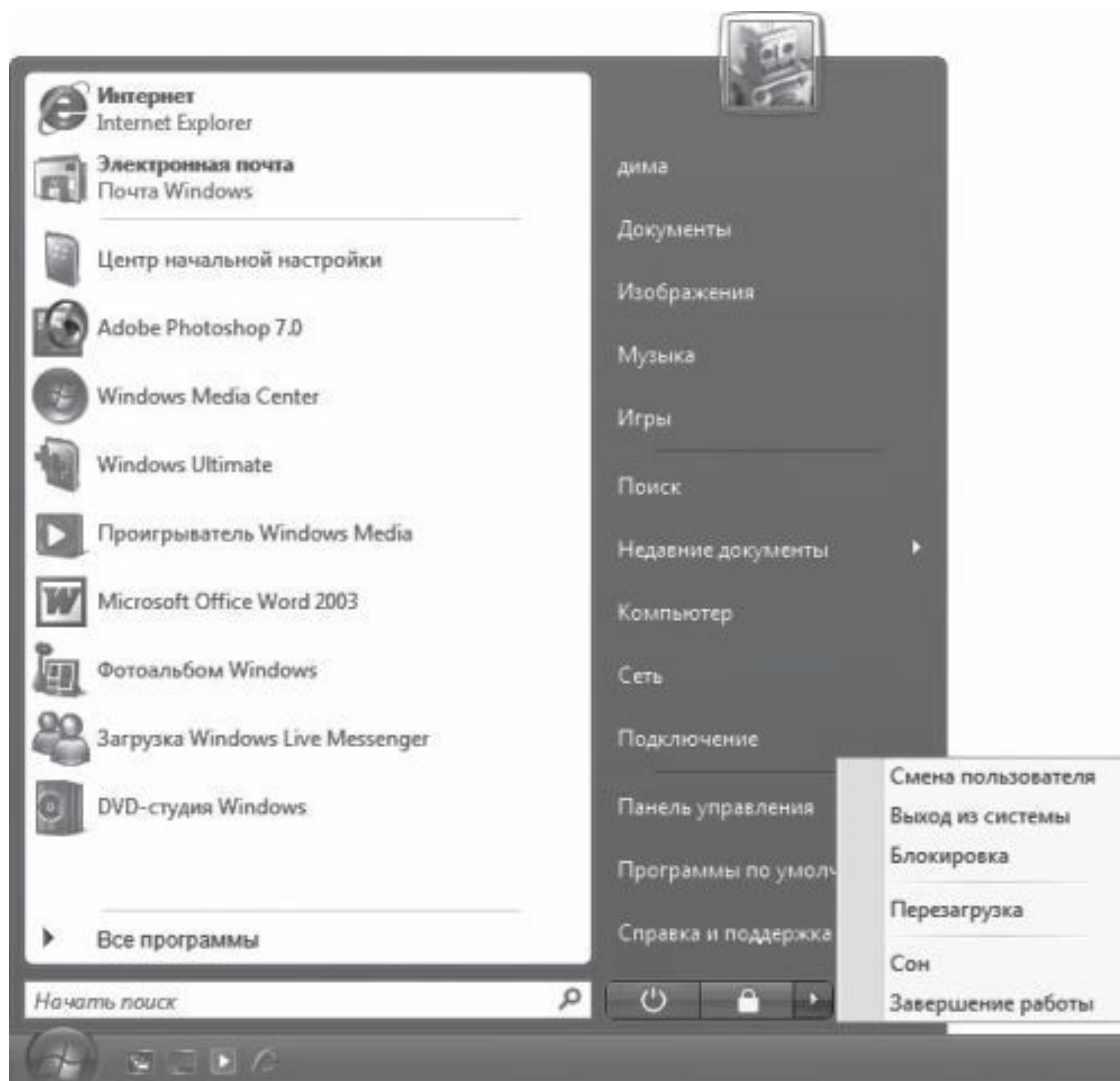 Интернет
Internet Explorer
Электронная почта
Почта Windows
Центр начальной настройки
Adobe Photoshop 7.0
Windows Media Center
Windows Ultimate
Проигрыватель Windows Media
Microsoft Office Word 2003
Фотоальбом Windows
Загрузка Windows Live Messenger
DVD-студия Windows
Все программы
Начать поиск
дима
Документы
Изображения
Музыка
Игры
Поиск
Недавние документы
Компьютер
Сеть
Подключение
Панель управления
Программы по умолч
Справка и поддержка
Смена пользователя
Выход из системы
Блокировка
Перезагрузка
Сон
Завершение работы